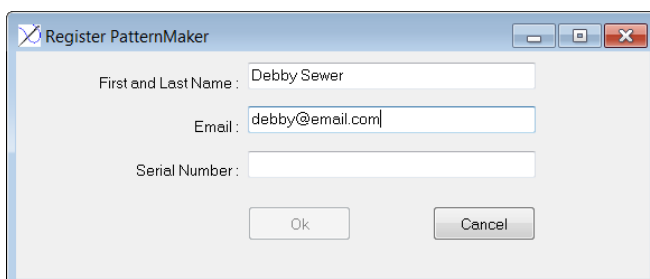 Register PatternMaker
First and Last Name : Debby Sewer
Email : debby@email.com
Serial Number :
Ok Cancel